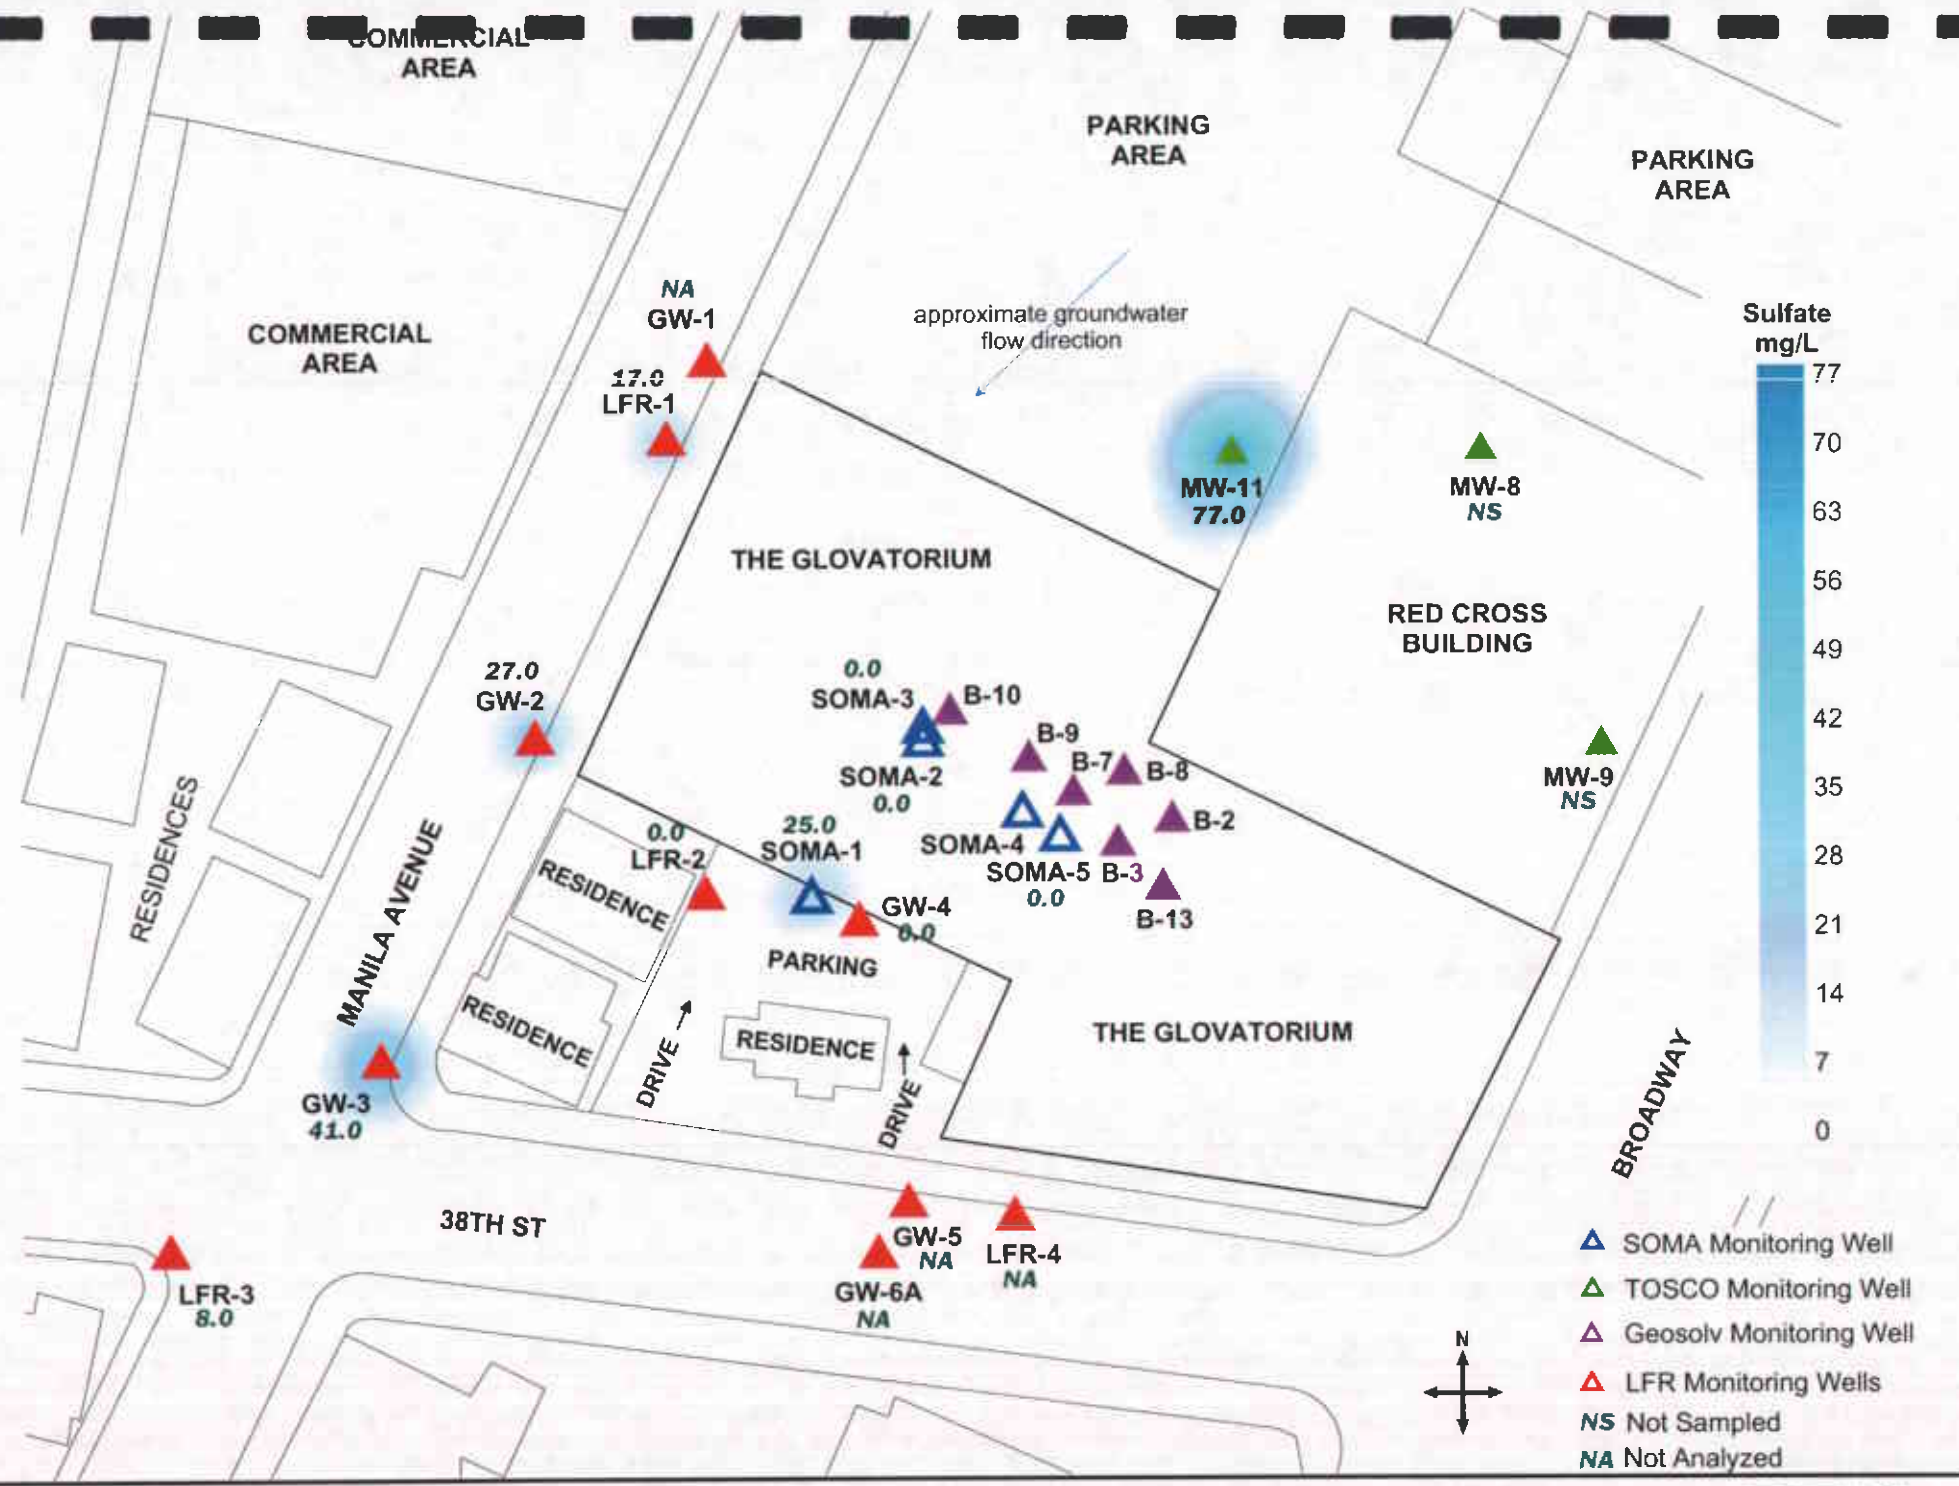 COMMERCIAL
AREA
PARKING
AREA
PARKING
AREA
NA
GW-1
17.0
LFR-1
COMMERCIAL
AREA
approximate groundwater
flow direction
Sulfate
mg/L
77
70
63
56
49
42
35
28
21
14
7
0
MW-11
77.0
MW-8
NS
THE GLOVATORIUM
RED CROSS
BUILDING
27.0
GW-2
0.0
SOMA-3
B-10
B-9
B-7
B-8
SOMA-2
0.0
MW-9
NS
B-2
SOMA-4
SOMA-5
0.0
B-3
B-13
0.0
LFR-2
25.0
SOMA-1
GW-4
0.0
RESIDENCES
MANILA AVENUE
RESIDENCE
PARKING
RESIDENCE
RESIDENCE
DRIVE
DRIVE
THE GLOVATORIUM
BROADWAY
GW-3
41.0
38TH ST
GW-5
NA
LFR-4
NA
GW-6A
NA
LFR-3
8.0
N
SOMA Monitoring Well
TOSCO Monitoring Well
Geosolv Monitoring Well
LFR Monitoring Wells
NS Not Sampled
NA Not Analyzed